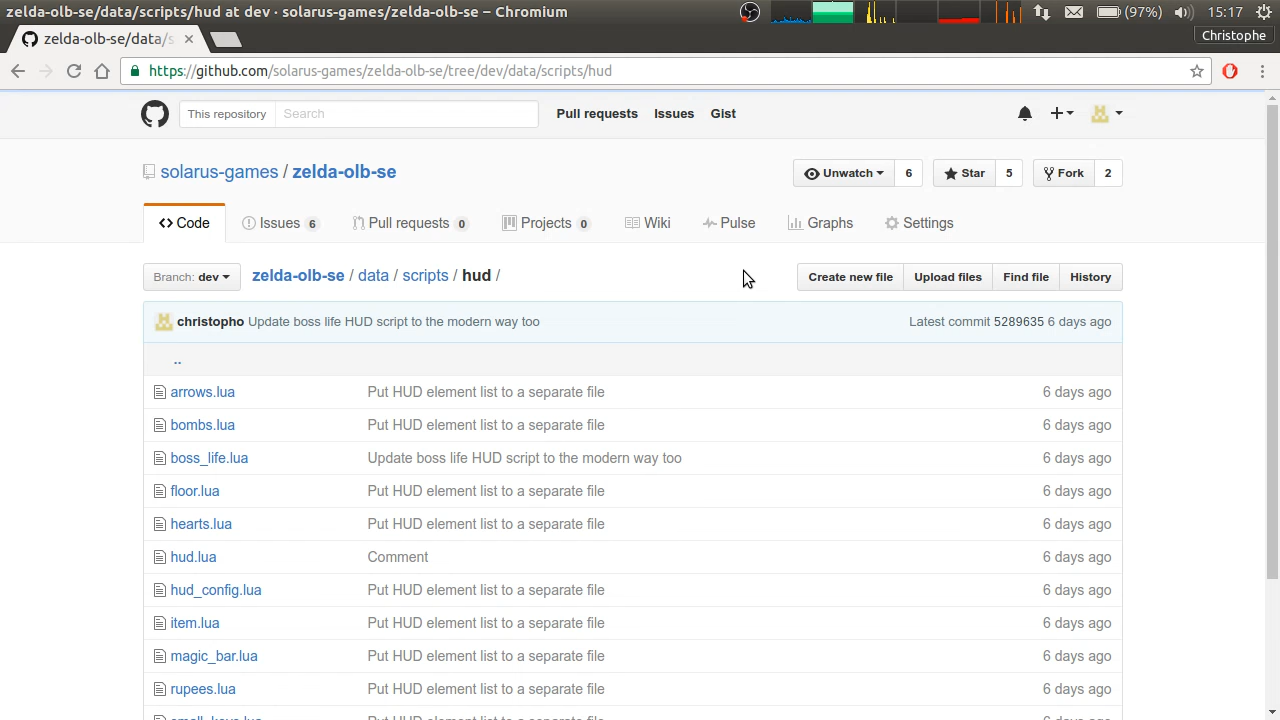 zelda-olb-se/data/scripts/hud at dev · solarus-games/zelda-olb-se – Chromium
(97%) 15:17
zelda-olb-se/data/s
Christophe
https://github.com/solarus-games/zelda-olb-se/tree/dev/data/scripts/hud
This repository Search Pull requests Issues Gist
solarus-games / zelda-olb-se Unwatch 6 Star 5 Fork 2
Code Issues 6 Pull requests 0 Projects 0 Wiki Pulse Graphs Settings
Branch: dev zelda-olb-se / data / scripts / hud / Create new file Upload files Find file History
christopho Update boss life HUD script to the modern way too Latest commit 5289635 6 days ago
..
arrows.lua Put HUD element list to a separate file 6 days ago
bombs.lua Put HUD element list to a separate file 6 days ago
boss_life.lua Update boss life HUD script to the modern way too 6 days ago
floor.lua Put HUD element list to a separate file 6 days ago
hearts.lua Put HUD element list to a separate file 6 days ago
hud.lua Comment 6 days ago
hud_config.lua Put HUD element list to a separate file 6 days ago
item.lua Put HUD element list to a separate file 6 days ago
magic_bar.lua Put HUD element list to a separate file 6 days ago
rupees.lua Put HUD element list to a separate file 6 days ago